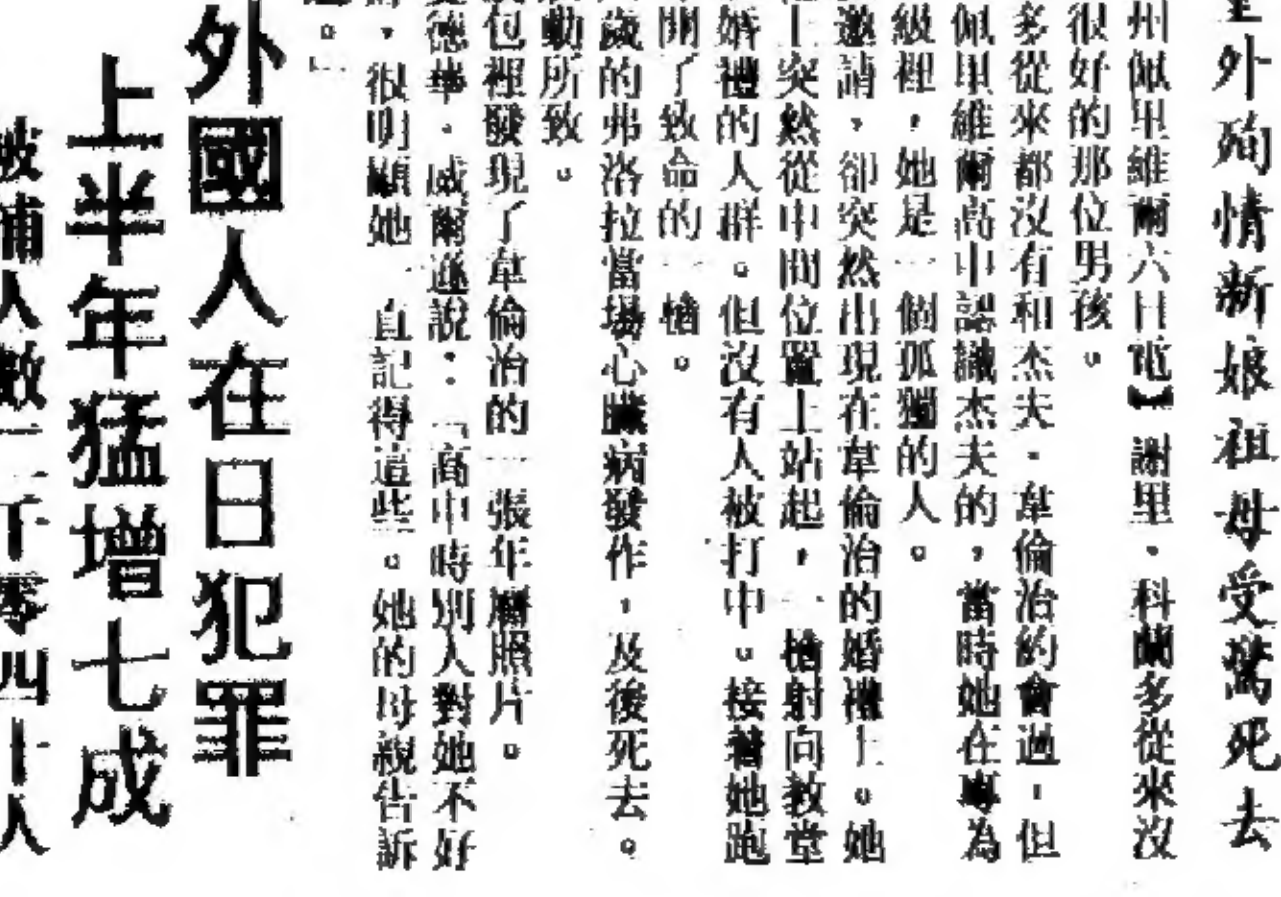 外殉情新娘祖母受驚死去
州佩里維爾六日電】謝里·科蘭多從來沒
很好的那位男孩。
多從來都沒有和杰夫·韋倫治約會過，但
佩里維爾高中認識杰夫的，當時她在專為
級裡，她是一個孤獨的人。
邀請，卻突然出現在韋倫治的婚禮上。她
上突然從中間位置上站起，一槍射向教堂
婚禮的人群。但沒有人被打中。接着她跑
開了致命的一槍。
歲的弗洛拉當場心臟病發作，及後死去。
動所致。
包裡發現了韋倫治的一張年曆照片。
德華·威爾遜說：「高中時別人對她不好
，很明顯她一直記得這些。她的母親告訴
。」
外國人在日犯罪
上半年猛增七成
被捕人數二千零四十人